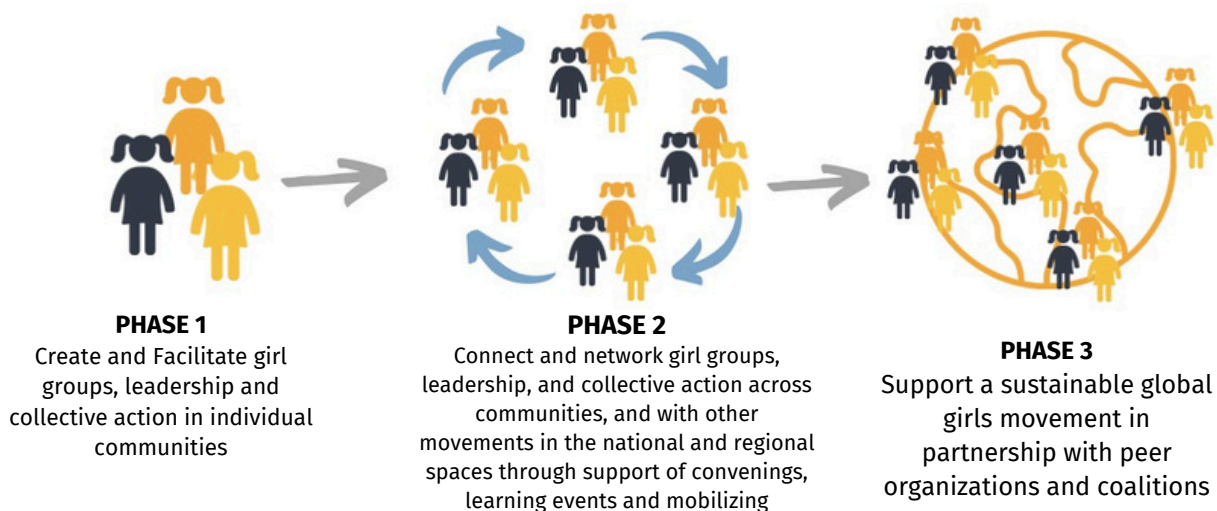 PHASE 1
Create and Facilitate girl
groups, leadership and
collective action in individual
communities
PHASE 2
Connect and network girl groups,
leadership, and collective action across
communities, and with other
movements in the national and regional
spaces through support of convenings,
learning events and mobilizing
PHASE 3
Support a sustainable global
girls movement in
partnership with peer
organizations and coalitions